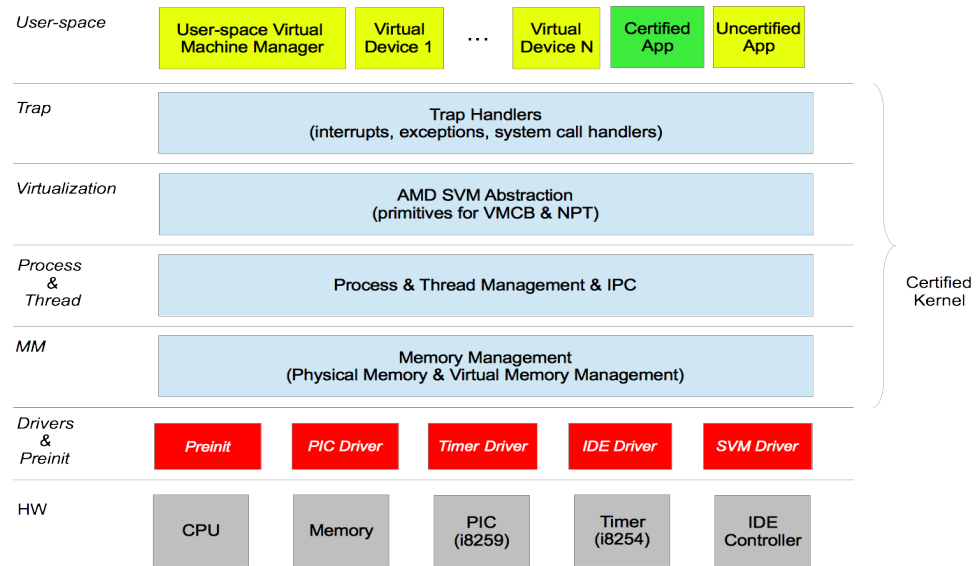 User-space
User-space Virtual
Machine Manager
Virtual
Device 1
...
Virtual
Device N
Certified
App
Uncertified
App
Trap
Trap Handlers
(interrupts, exceptions, system call handlers)
Virtualization
AMD SVM Abstraction
(primitives for VMCB & NPT)
Process
&
Thread
Process & Thread Management & IPC
Certified
Kernel
MM
Memory Management
(Physical Memory & Virtual Memory Management)
Drivers
&
Preinit
Preinit
PIC Driver
Timer Driver
IDE Driver
SVM Driver
HW
CPU
Memory
PIC
(i8259)
Timer
(i8254)
IDE
Controller